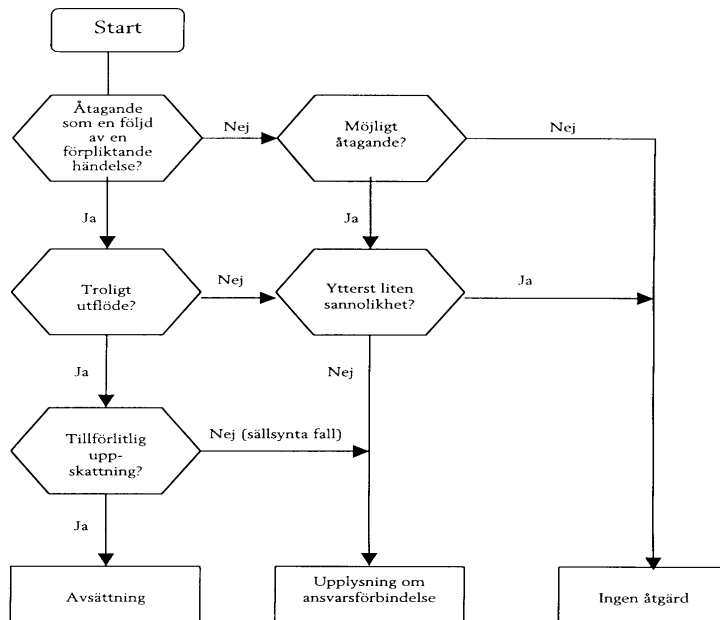 Start
Åtagande
som en följd
av en
förpliktande
händelse?
Nej
Möjligt
åtagande?
Nej
Ja
Ja
Troligt
utflöde?
Nej
Ytterst liten
sannolikhet?
Ja
Ja
Nej
Tillförlitlig
upp-
skattning?
Nej (sällsynta fall)
Ja
Avsättning
Upplysning om
ansvarsförbindelse
Ingen åtgärd